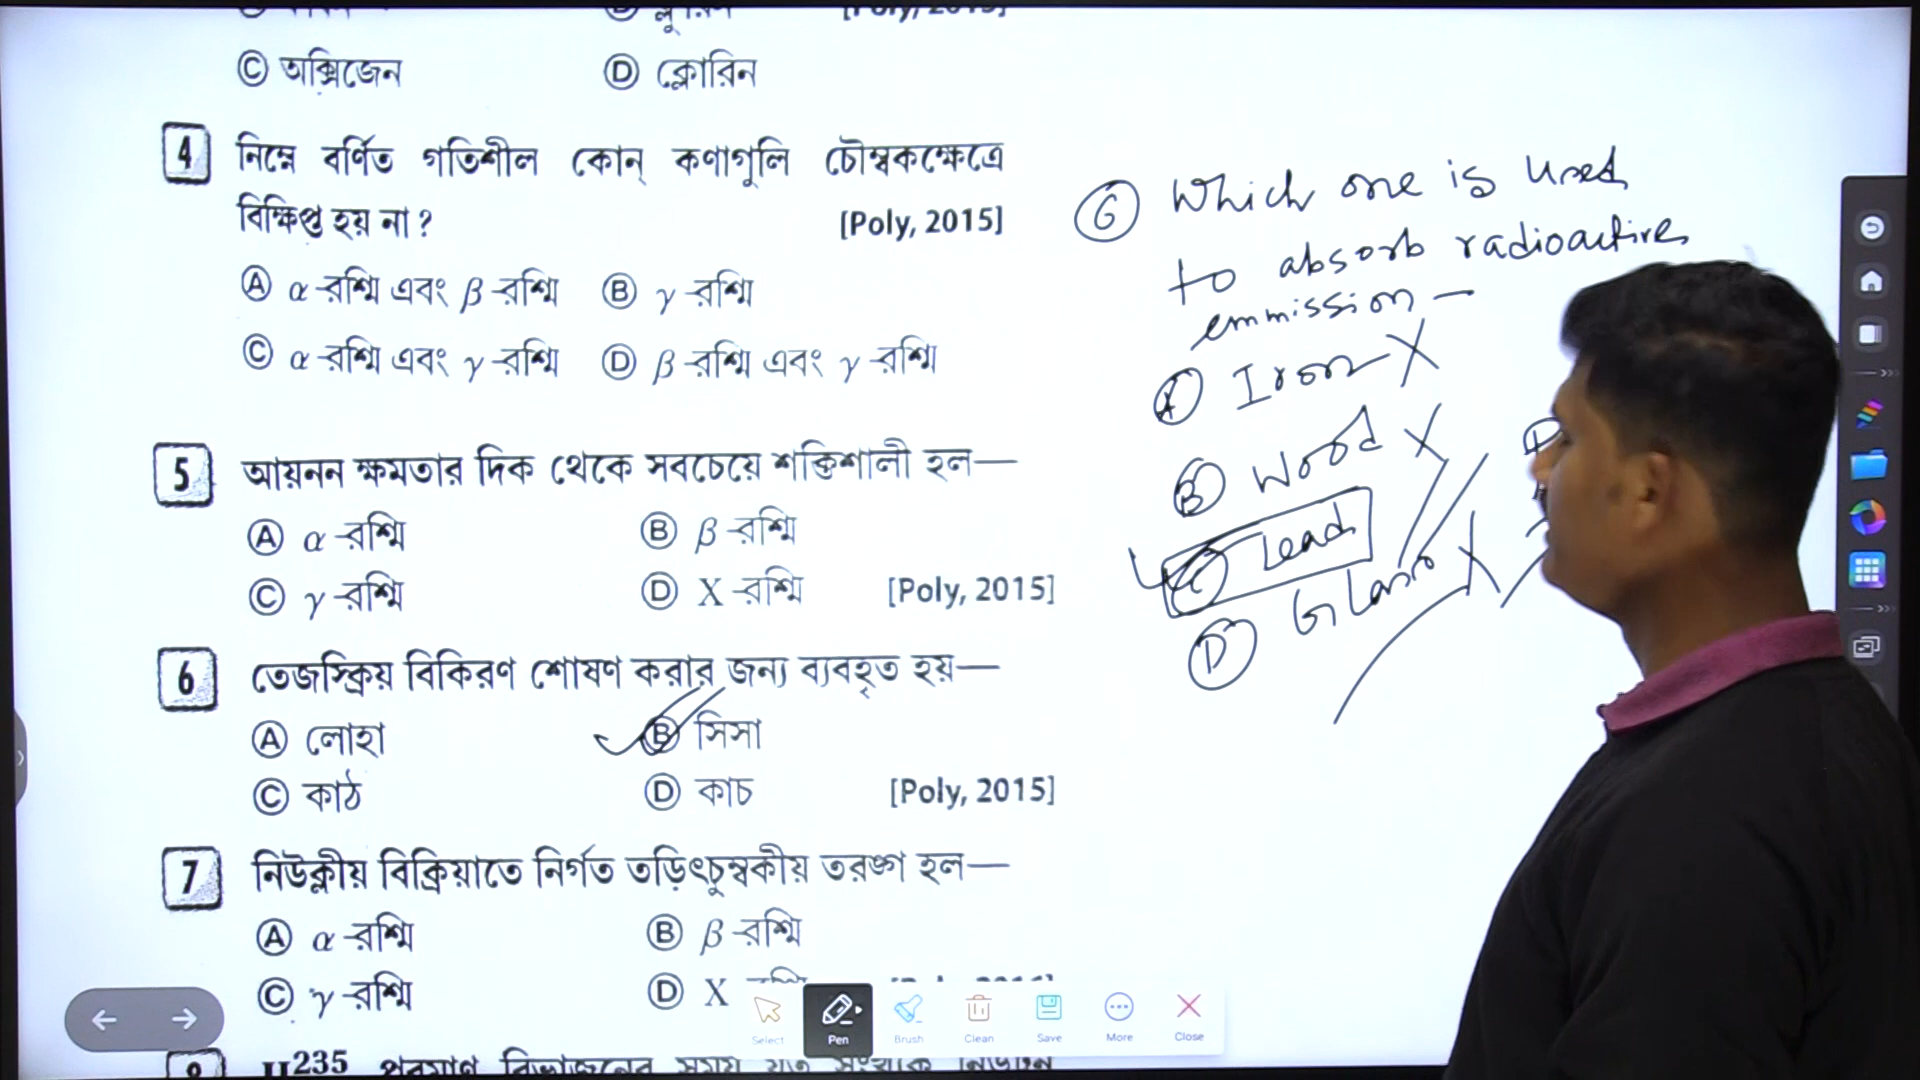 Ⓒ অক্সিজেন Ⓓ ক্লোরিন
4 নিম্নে বর্ণিত গতিশীল কোন্ কণাগুলি চৌম্বকক্ষেত্রে
বিক্ষিপ্ত হয় না ? [Poly, 2015]
Ⓐ α-রশ্মি এবং β-রশ্মি Ⓑ γ-রশ্মি
Ⓒ α-রশ্মি এবং γ-রশ্মি Ⓓ β-রশ্মি এবং γ-রশ্মি
5 আয়নন ক্ষমতার দিক থেকে সবচেয়ে শক্তিশালী হল—
Ⓐ α-রশ্মি Ⓑ β-রশ্মি
Ⓒ γ-রশ্মি Ⓓ X-রশ্মি [Poly, 2015]
6 তেজস্ক্রিয় বিকিরণ শোষণ করার জন্য ব্যবহৃত হয়—
Ⓐ লোহা Ⓑ সিসা
Ⓒ কাঠ Ⓓ কাচ [Poly, 2015]
7 নিউক্লীয় বিক্রিয়াতে নির্গত তড়িৎচুম্বকীয় তরঙ্গ হল—
Ⓐ α-রশ্মি Ⓑ β-রশ্মি
Ⓒ γ-রশ্মি Ⓓ X
U235
⑥ Which one is used
to absorb radioactive
emmission —
Ⓐ Iron X
Ⓑ Wood X
Ⓒ Lead
Ⓓ Glass X
Select Pen Brush Clean Save More Close